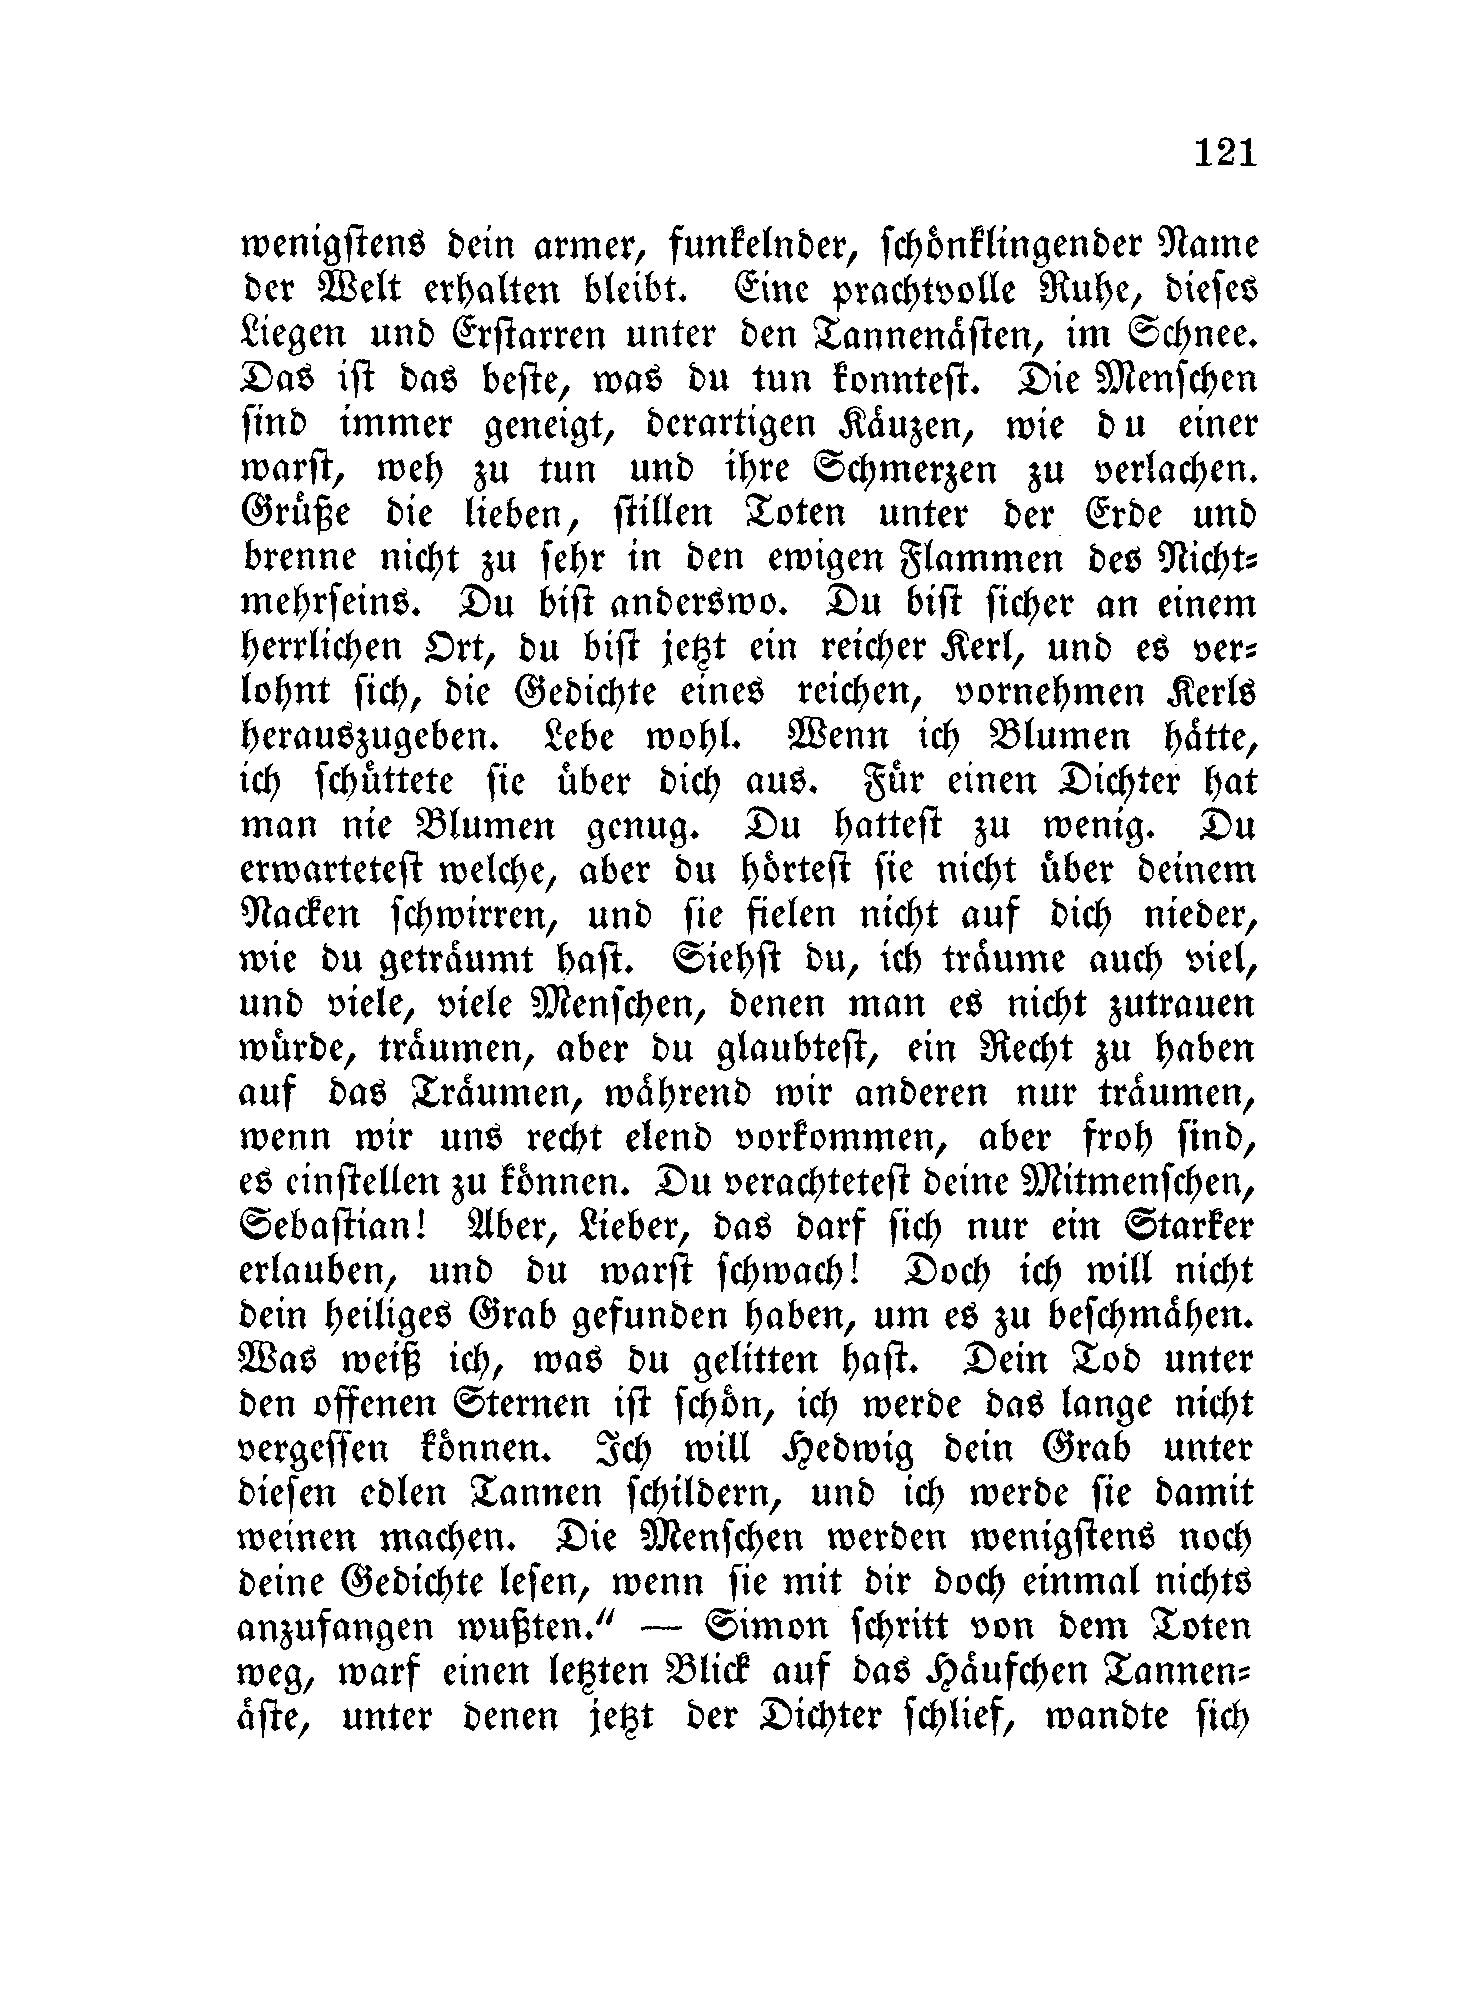 121
wenigstens dein armer, funkelnder, schönklingender Name
der Welt erhalten bleibt. Eine prachtvolle Ruhe, dieses
Liegen und Erstarren unter den Tannenästen, im Schnee.
Das ist das beste, was du tun konntest. Die Menschen
sind immer geneigt, derartigen Käuzen, wie du einer
warst, weh zu tun und ihre Schmerzen zu verlachen.
Grüße die lieben, stillen Toten unter der Erde und
brenne nicht zu sehr in den ewigen Flammen des Nicht-
mehrseins. Du bist anderswo. Du bist sicher an einem
herrlichen Ort, du bist jetzt ein reicher Kerl, und es ver-
lohnt sich, die Gedichte eines reichen, vornehmen Kerls
herauszugeben. Lebe wohl. Wenn ich Blumen hätte,
ich schüttete sie über dich aus. Für einen Dichter hat
man nie Blumen genug. Du hattest zu wenig. Du
erwartetest welche, aber du hörtest sie nicht über deinem
Nacken schwirren, und sie fielen nicht auf dich nieder,
wie du geträumt hast. Siehst du, ich träume auch viel,
und viele, viele Menschen, denen man es nicht zutrauen
würde, träumen, aber du glaubtest, ein Recht zu haben
auf das Träumen, während wir anderen nur träumen,
wenn wir uns recht elend vorkommen, aber froh sind,
es einstellen zu können. Du verachtetest deine Mitmenschen,
Sebastian! Aber, Lieber, das darf sich nur ein Starker
erlauben, und du warst schwach! Doch ich will nicht
dein heiliges Grab gefunden haben, um es zu beschmähen.
Was weiß ich, was du gelitten hast. Dein Tod unter
den offenen Sternen ist schön, ich werde das lange nicht
vergessen können. Ich will Hedwig dein Grab unter
diesen edlen Tannen schildern, und ich werde sie damit
weinen machen. Die Menschen werden wenigstens noch
deine Gedichte lesen, wenn sie mit dir doch einmal nichts
anzufangen wußten.“ — Simon schritt von dem Toten
weg, warf einen letzten Blick auf das Häufchen Tannen-
äste, unter denen jetzt der Dichter schlief, wandte sich